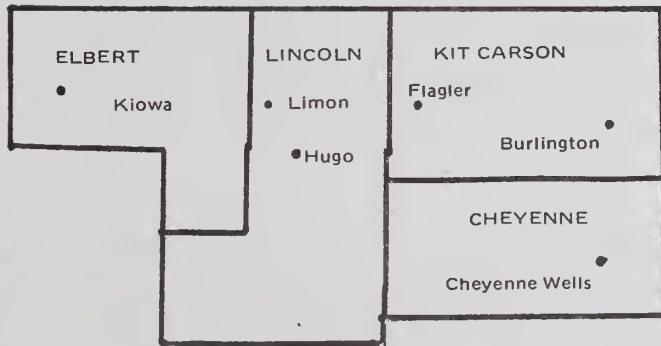 ELBERT
Kiowa
LINCOLN
Limon
Hugo
KIT CARSON
Flagler
Burlington
CHEYENNE
Cheyenne Wells